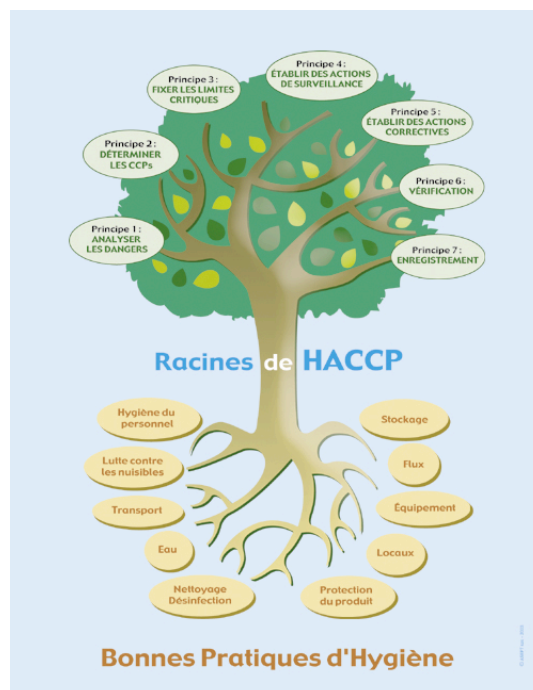 Principe 4 :
ÉTABLIR DES ACTIONS
DE SURVEILLANCE
Principe 3 :
FIXER LES LIMITES
CRITIQUES
Principe 5 :
ÉTABLIR DES ACTIONS
CORRECTIVES
Principe 2 :
DÉTERMINER
LES CCPs
Principe 6 :
VÉRIFICATION
Principe 1 :
ANALYSER
LES DANGERS
Principe 7 :
ENREGISTREMENT
Racines de HACCP
Hygiène du
personnel
Stockage
Lutte contre
les nuisibles
Flux
Transport
Équipement
Eau
Locaux
Nettoyage
Désinfection
Protection
du produit
Bonnes Pratiques d'Hygiène